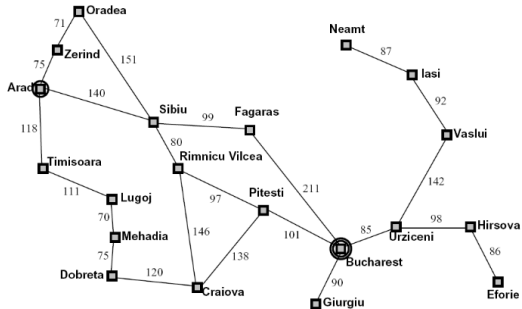 Oradea
71
Neamt
87
Zerind
151
Iasi
75
Arad
140
92
Sibiu
Fagaras
99
118
Vaslui
80
Timisoara
Rimnicu Vilcea
211
142
111
Pitesti
97
Lugoj
70
146
98
Hirsova
101
85
Mehadia
Urziceni
138
86
75
Bucharest
120
90
Dobreta
Craiova
Giurgiu
Eforie